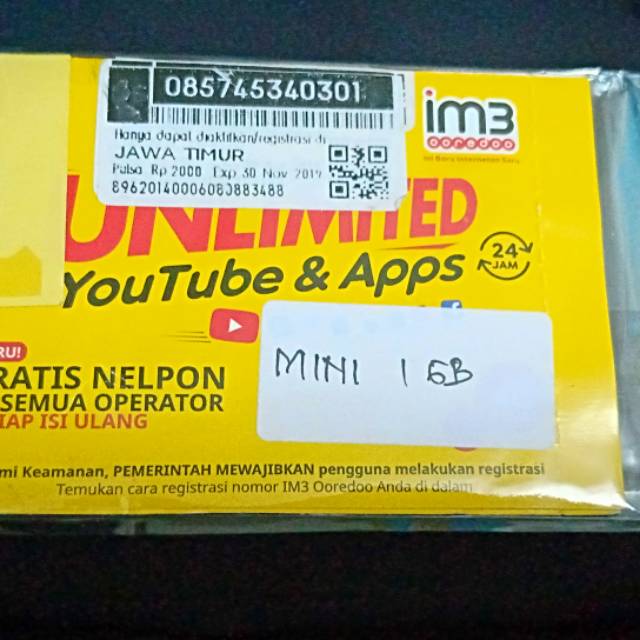 085745340301
Hanya dapat diaktifkan/registrasi di
JAWA TIMUR
Pulsa Rp 2000 Exp 30 Nov 2019
89620140006083883488
im3
ooredoo
UNLIMITED
YouTube & Apps
24
JAM
MINI 1 GB
RU!
RATIS NELPON
SEMUA OPERATOR
IAP ISI ULANG
mi Keamanan, PEMERINTAH MEWAJIBKAN pengguna melakukan registrasi
Temukan cara registrasi nomor IM3 Ooredoo Anda di dalam